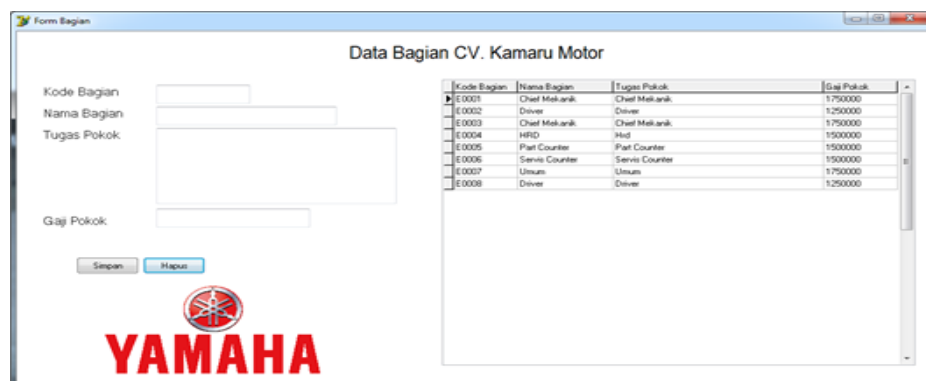 Form Bagian
Data Bagian CV. Kamaru Motor
Kode Bagian
Nama Bagian
Tugas Pokok
Gaji Pokok
Simpan Hapus
YAMAHA
Kode Bagian Nama Bagian Tugas Pokok Gaji Pokok
E0001 Chief Mekanik Chief Mekanik 1750000
E0002 Driver Driver 1250000
E0003 Chief Mekanik Chief Mekanik 1750000
E0004 HRD Hrd 1500000
E0005 Part Counter Part Counter 1500000
E0006 Servis Counter Servis Counter 1500000
E0007 Umum Umum 1750000
E0008 Driver Driver 1250000